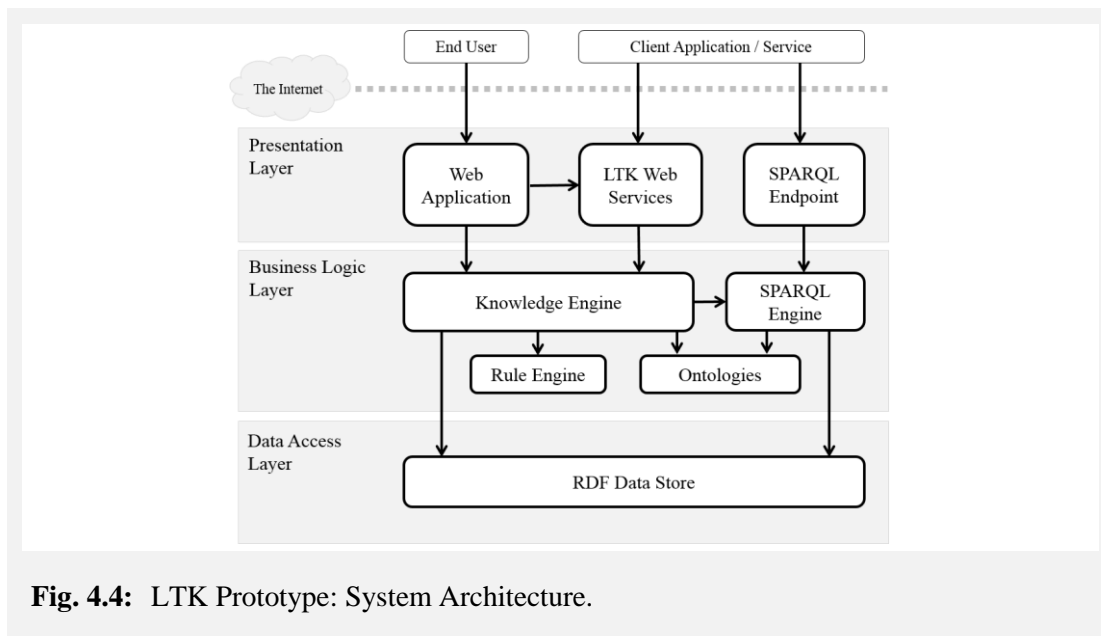 End User
Client Application / Service
The Internet
Presentation
Layer
Web
Application
LTK Web
Services
SPARQL
Endpoint
Business Logic
Layer
Knowledge Engine
SPARQL
Engine
Rule Engine
Ontologies
Data Access
Layer
RDF Data Store
Fig. 4.4: LTK Prototype: System Architecture.